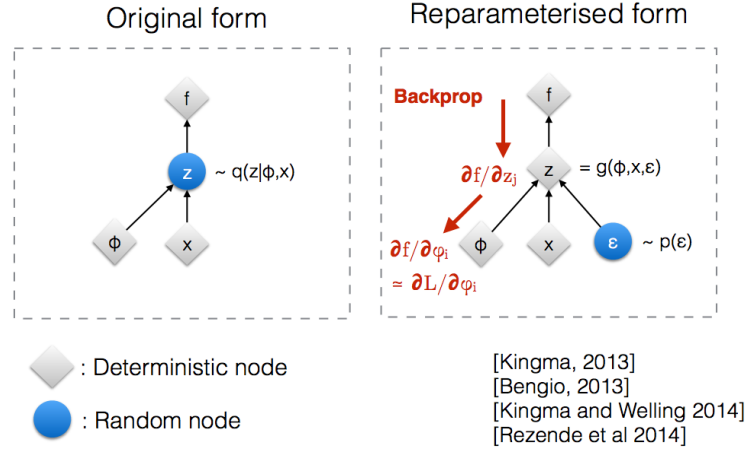 Original form
f
z
~ q(z|ϕ,x)
ϕ
x
Reparameterised form
Backprop
f
∂f/∂zⱼ
z
= g(ϕ,x,ε)
∂f/∂φᵢ
≃ ∂L/∂φᵢ
ϕ
x
ε
~ p(ε)
: Deterministic node
: Random node
[Kingma, 2013]
[Bengio, 2013]
[Kingma and Welling 2014]
[Rezende et al 2014]